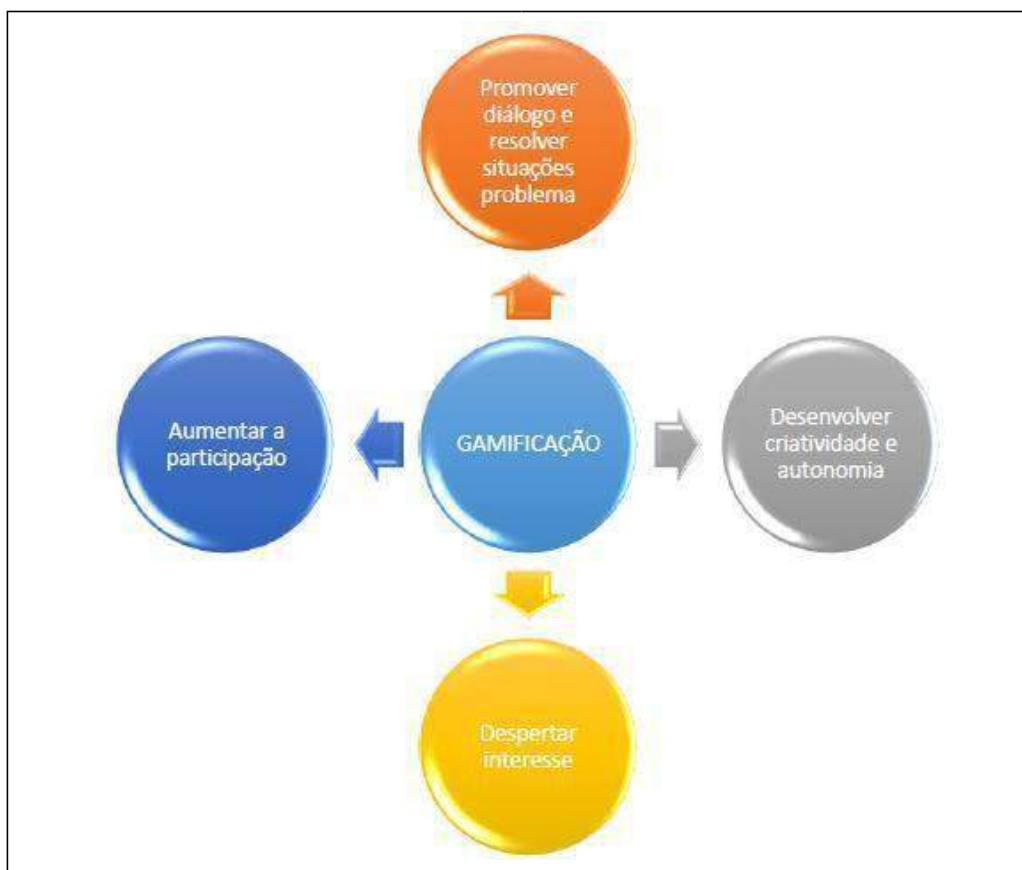 Promover
diálogo e
resolver
situações
problema
Aumentar a
participação
GAMIFICAÇÃO
Desenvolver
criatividade e
autonomia
Despertar
interesse